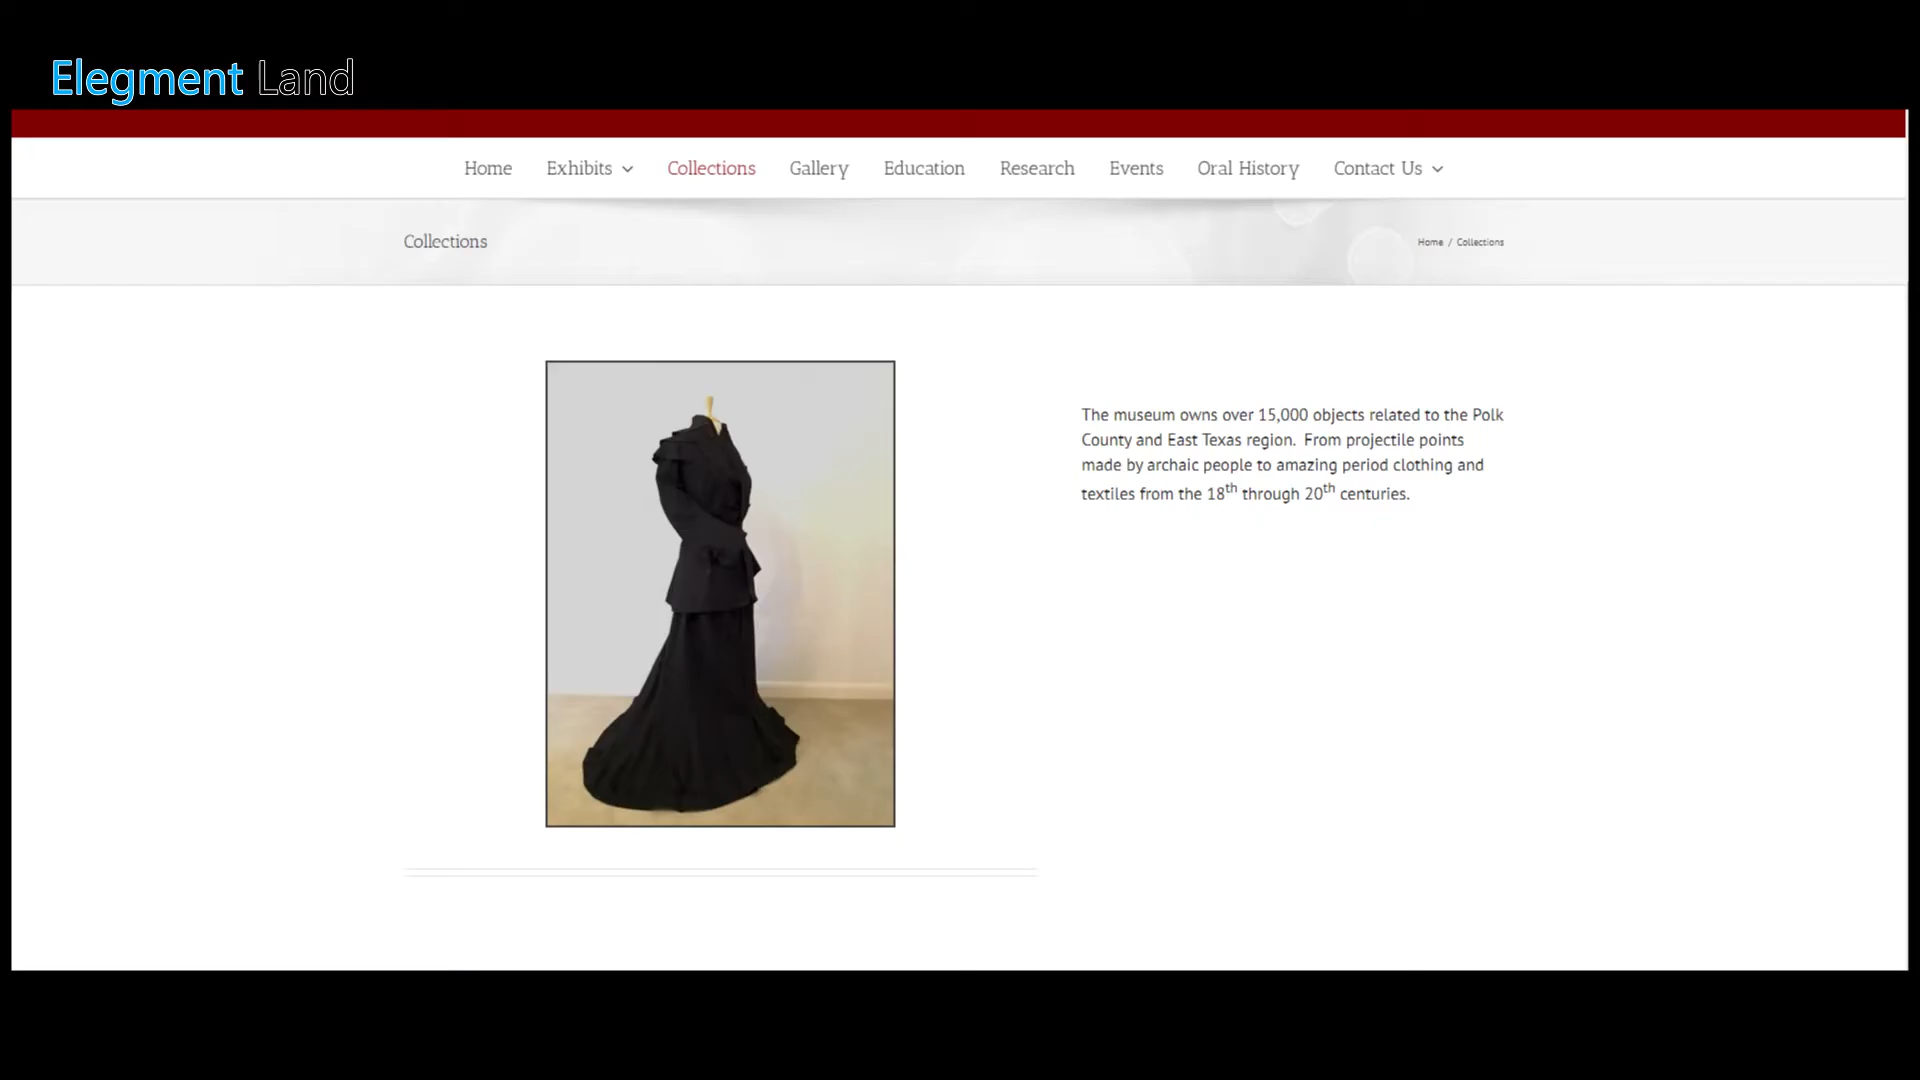 Elegment Land
Home Exhibits Collections Gallery Education Research Events Oral History Contact Us
Collections
Home / Collections
The museum owns over 15,000 objects related to the Polk
County and East Texas region. From projectile points
made by archaic people to amazing period clothing and
textiles from the 18th through 20th centuries.